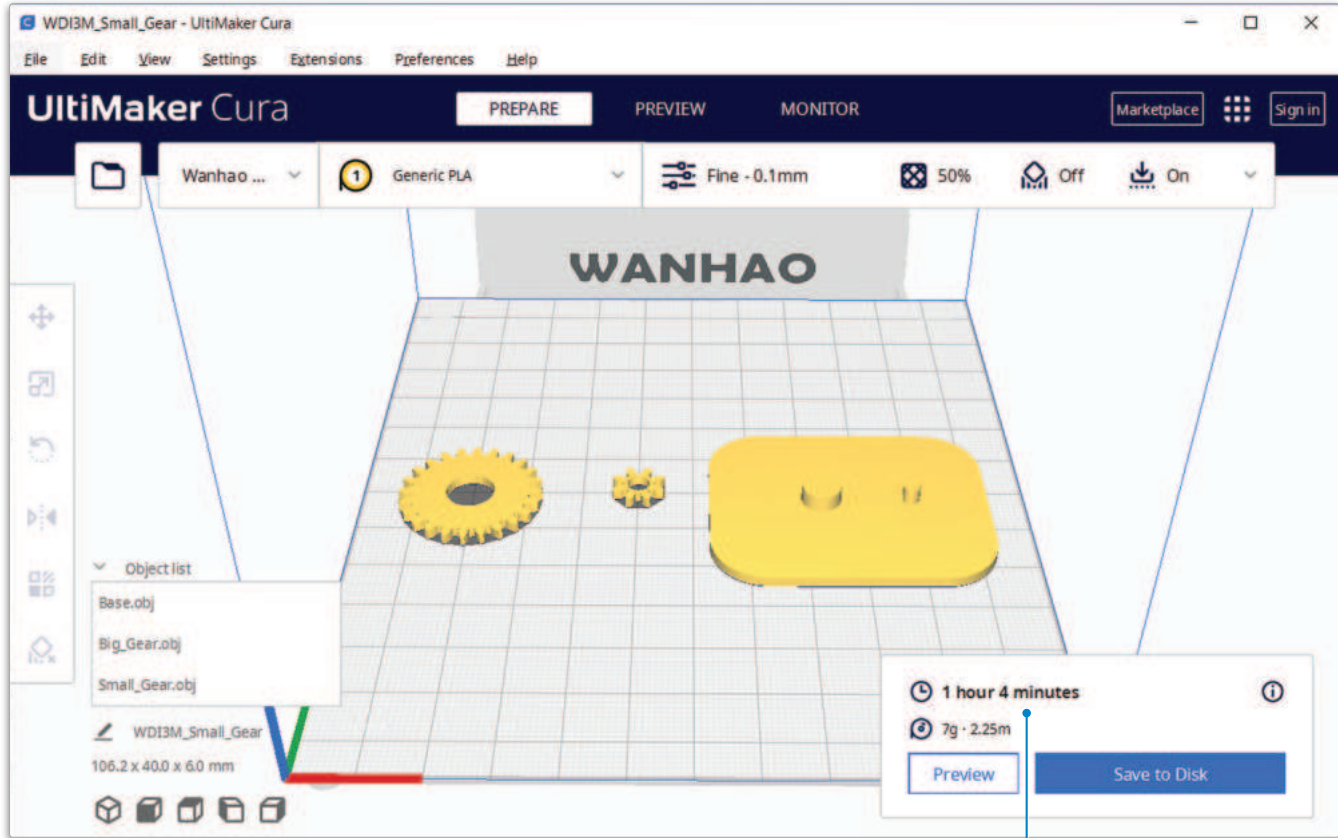 WDI3M_Small_Gear - UltiMaker Cura
File Edit View Settings Extensions Preferences Help
UltiMaker Cura PREPARE PREVIEW MONITOR Marketplace Sign in
Wanhao ... 1 Generic PLA Fine - 0.1mm 50% Off On
WANHAO
Object list
Base.obj
Big_Gear.obj
Small_Gear.obj
WDI3M_Small_Gear
106.2 x 40.0 x 6.0 mm
1 hour 4 minutes
7g · 2.25m
Preview Save to Disk